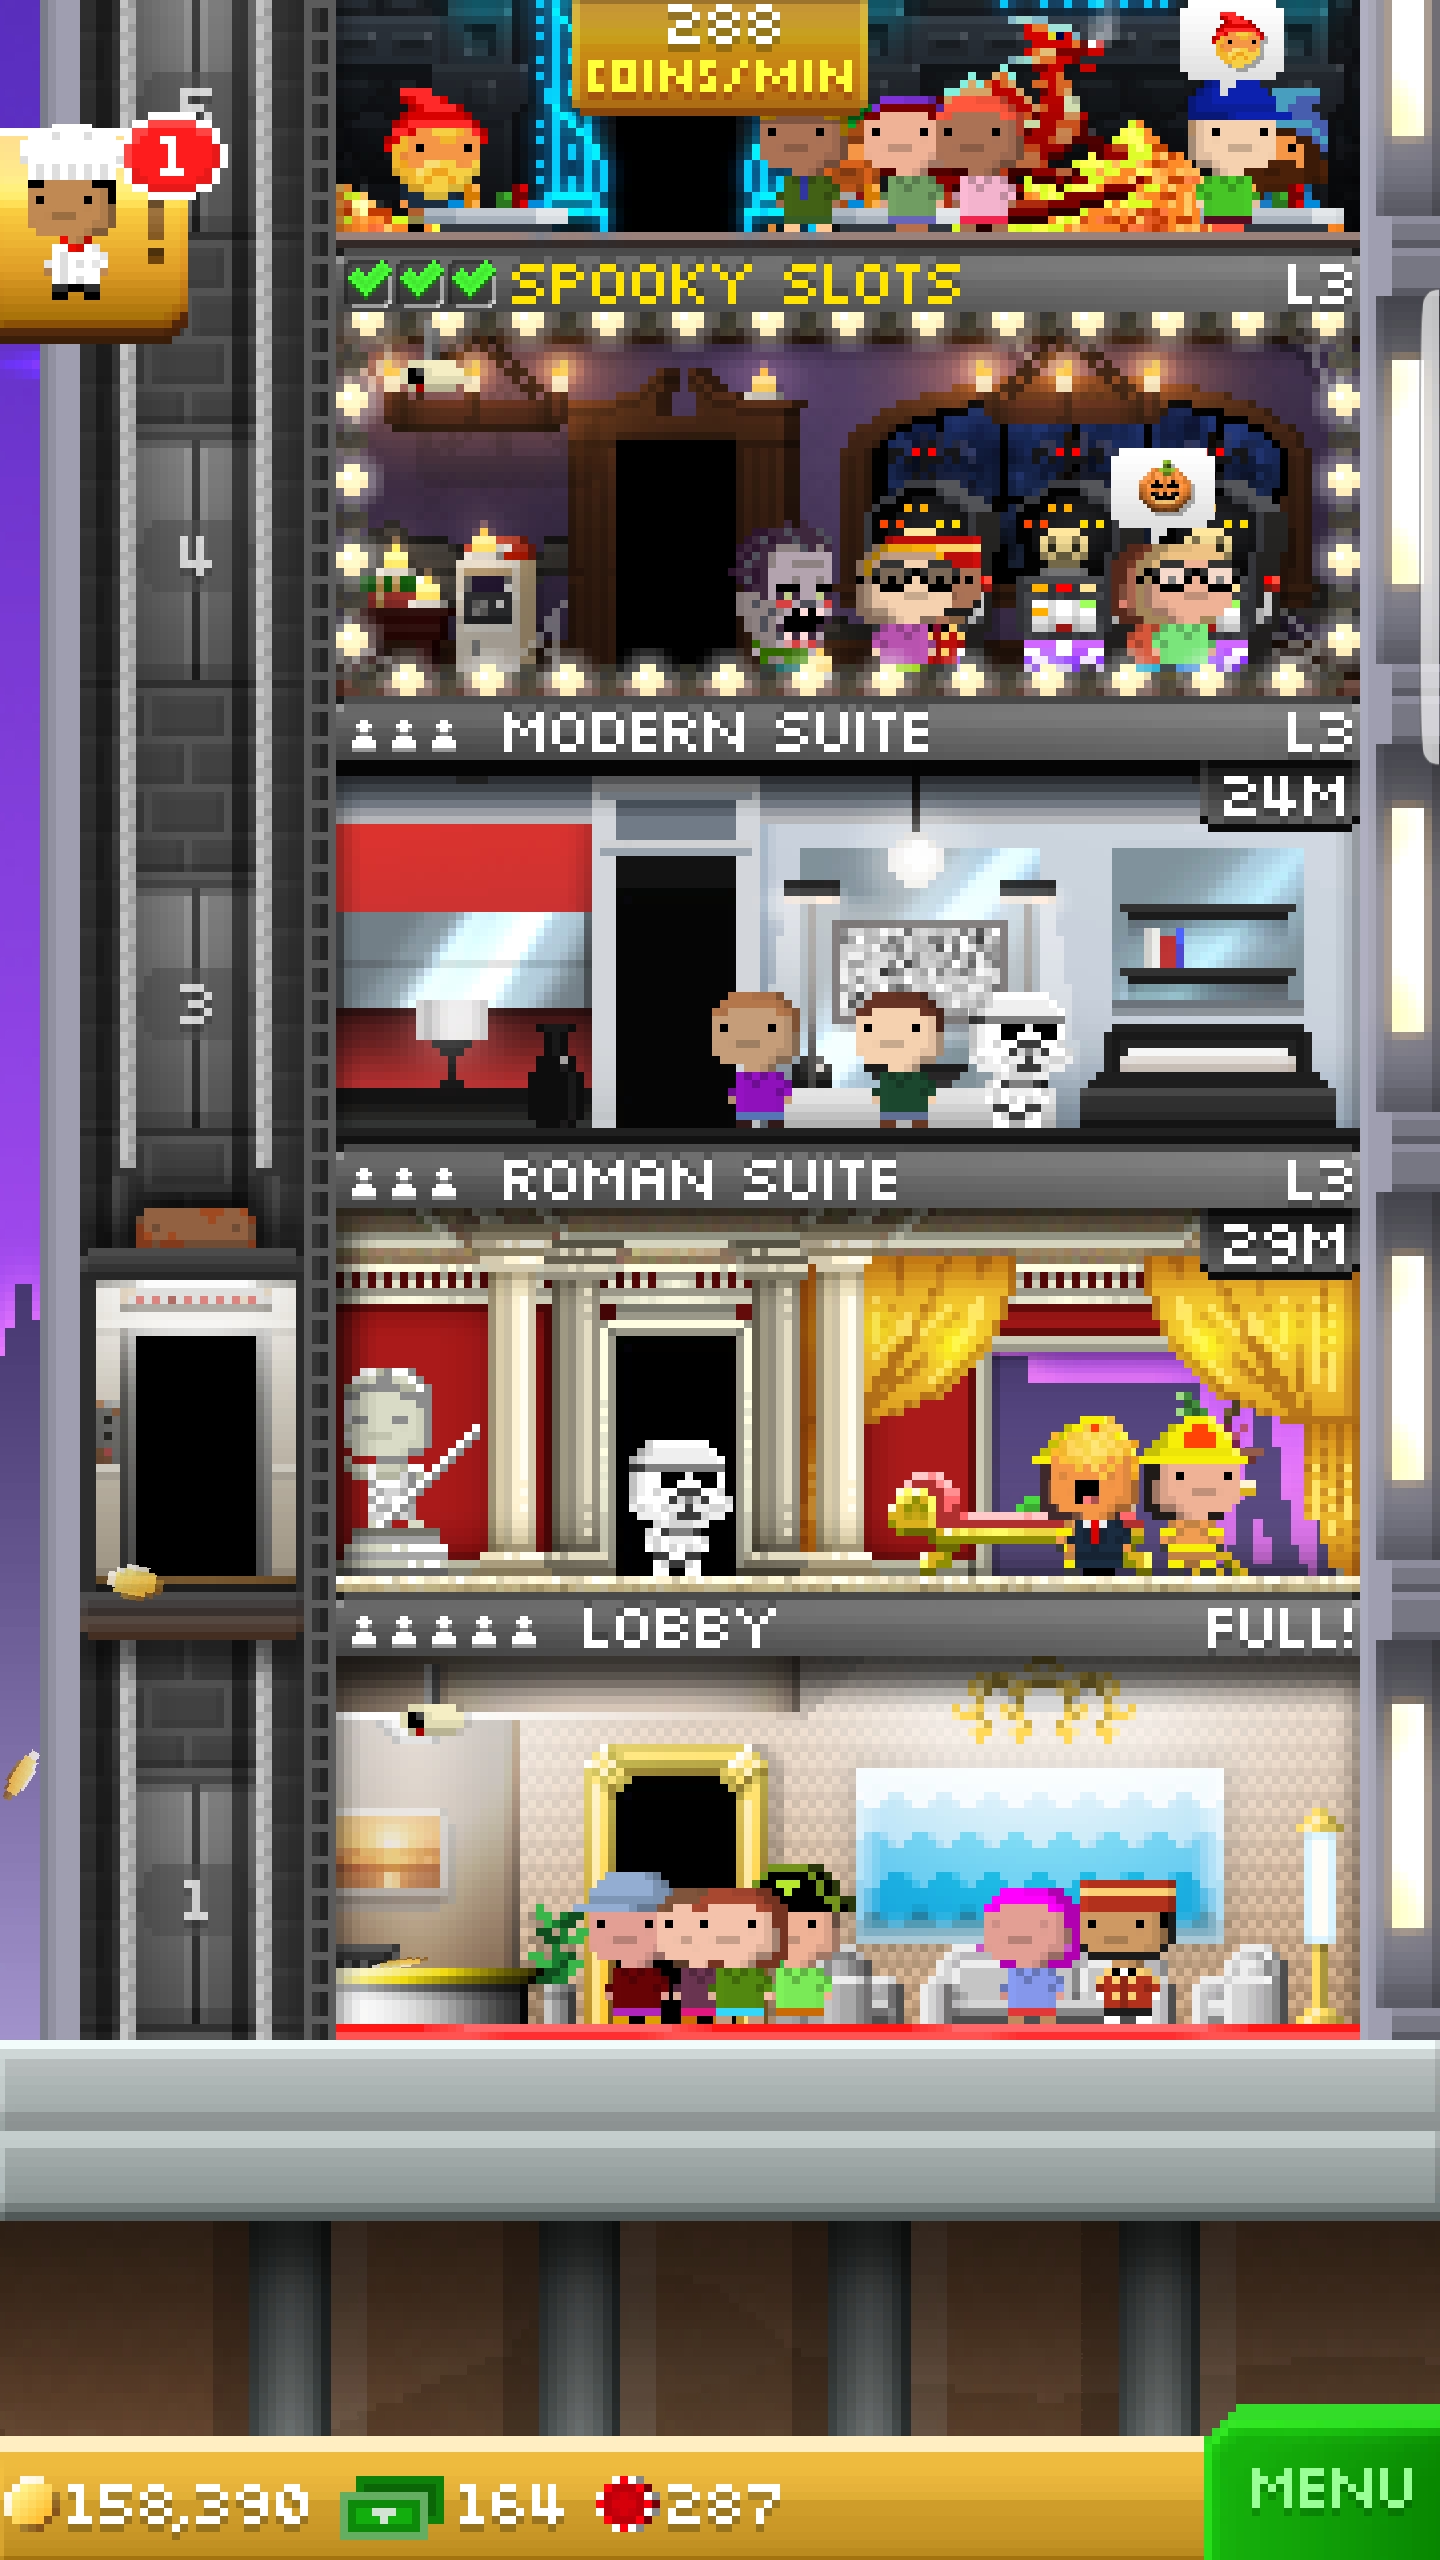 288
COINS/MIN
5
1
SPOOKY SLOTS L3
4
MODERN SUITE L3
24M
3
ROMAN SUITE L3
29M
LOBBY FULL!
1
158,390 164 287
MENU